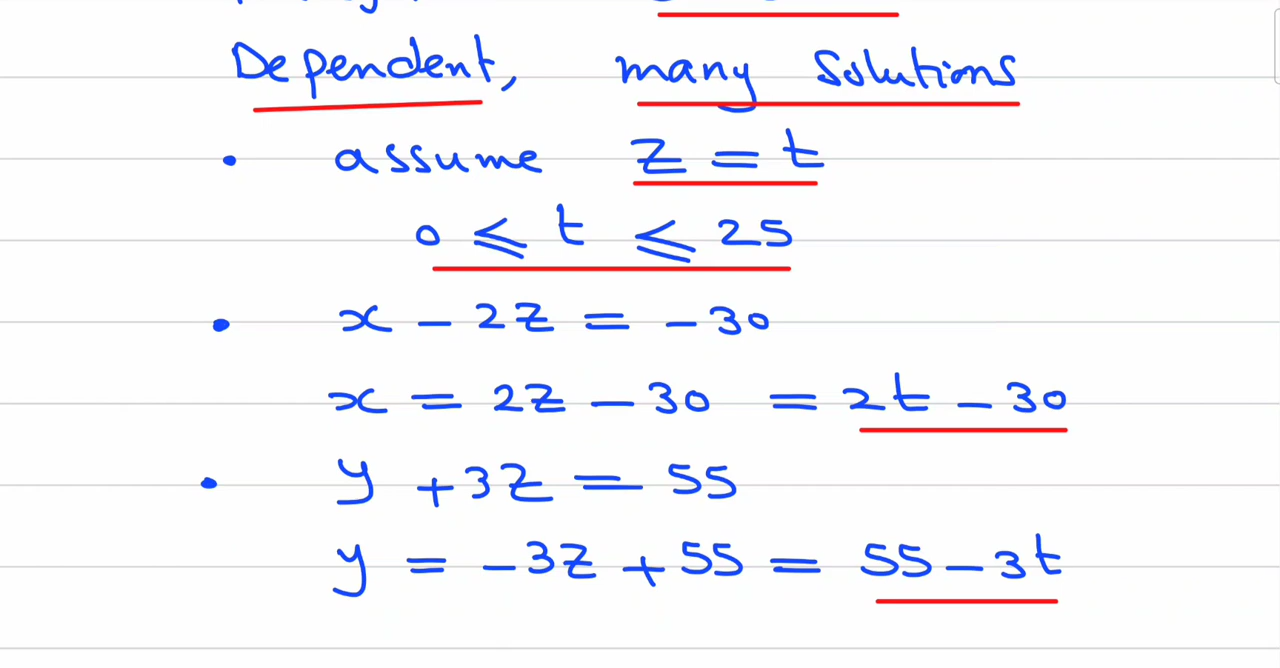 Dependent, many solutions
• assume z = t
0 ⩽ t ⩽ 25
• x - 2z = -30
x = 2z - 30 = 2t - 30
• y + 3z = 55
y = -3z + 55 = 55 - 3t